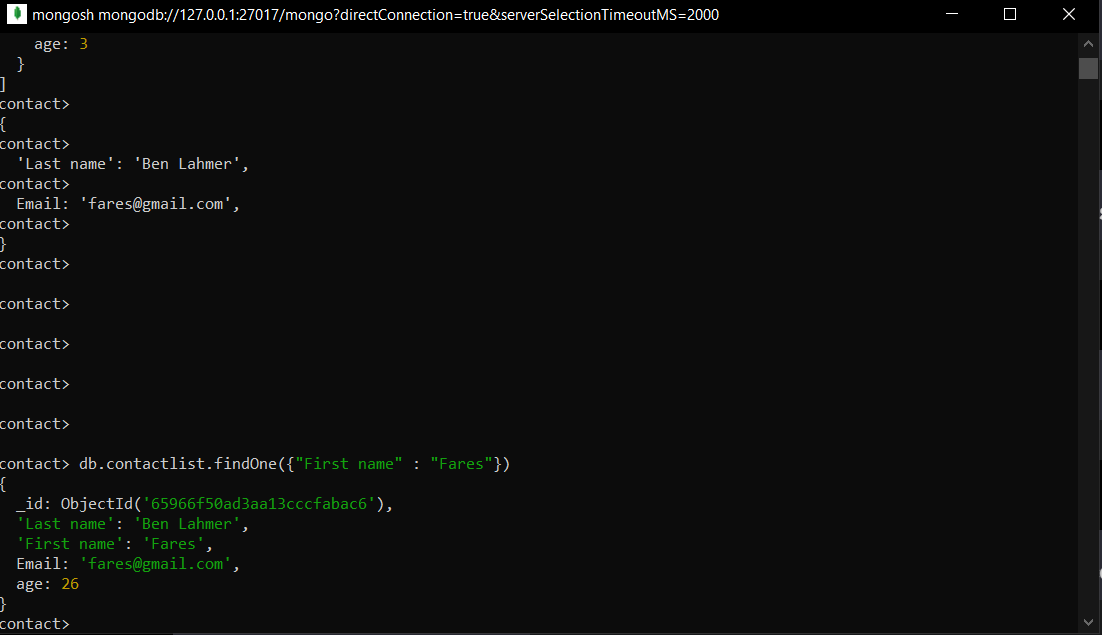 mongosh mongodb://127.0.0.1:27017/mongo?directConnection=true&serverSelectionTimeoutMS=2000
    age: 3
  }
]
contact>
{
contact>
  'Last name': 'Ben Lahmer',
contact>
  Email: 'fares@gmail.com',
contact>
}
contact>
contact>
contact>
contact>
contact>
contact> db.contactlist.findOne({"First name" : "Fares"})
{
  _id: ObjectId('65966f50ad3aa13cccfabac6'),
  'Last name': 'Ben Lahmer',
  'First name': 'Fares',
  Email: 'fares@gmail.com',
  age: 26
}
contact>